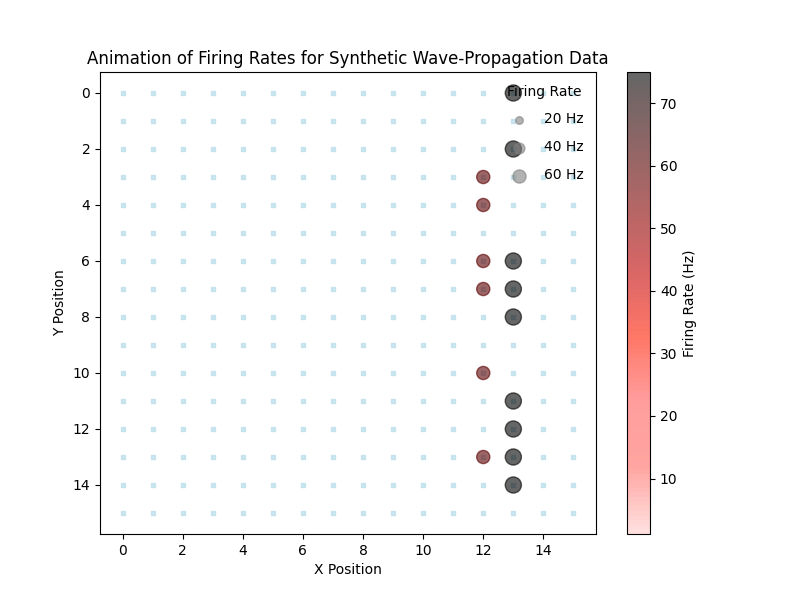 Animation of Firing Rates for Synthetic Wave-Propagation Data
Firing Rate
20 Hz
40 Hz
60 Hz
0
2
4
6
8
10
12
14
Y Position
0 2 4 6 8 10 12 14
X Position
70
60
50
40
30
20
10
Firing Rate (Hz)